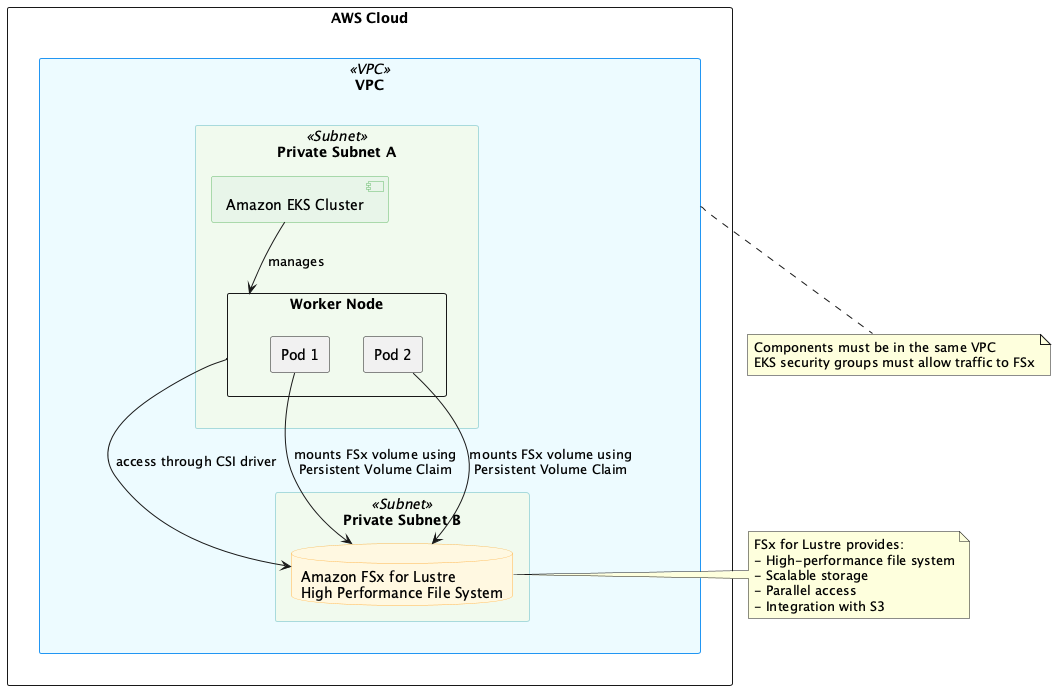 AWS Cloud
«VPC»
VPC
«Subnet»
Private Subnet A
Amazon EKS Cluster
manages
Worker Node
Pod 1
Pod 2
Components must be in the same VPC
EKS security groups must allow traffic to FSx
access through CSI driver
mounts FSx volume using
Persistent Volume Claim
mounts FSx volume using
Persistent Volume Claim
«Subnet»
Private Subnet B
Amazon FSx for Lustre
High Performance File System
FSx for Lustre provides:
- High-performance file system
- Scalable storage
- Parallel access
- Integration with S3